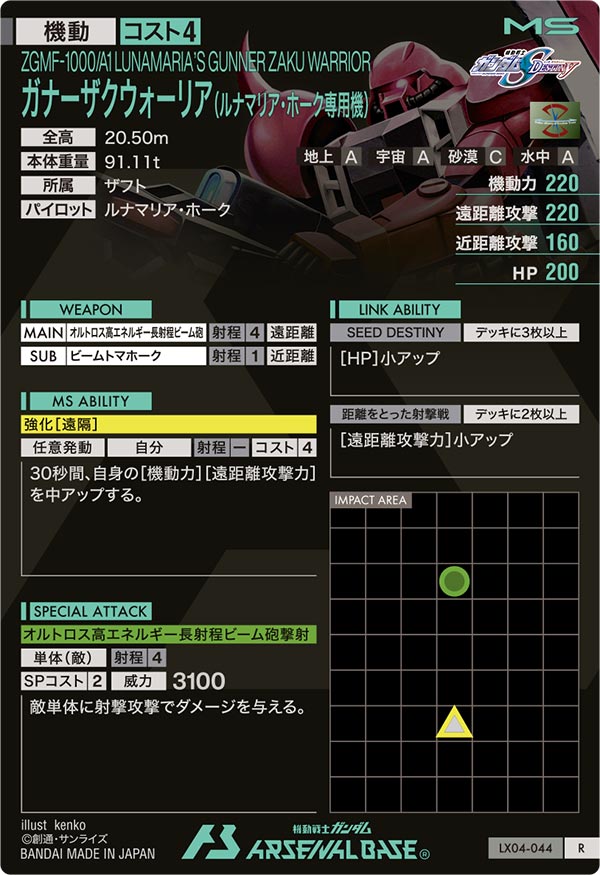 機動 コスト4
MS
ZGMF-1000/A1 LUNAMARIA'S GUNNER ZAKU WARRIOR
機動戦士ガンダムSEED DESTINY
ガナーザクウォーリア(ルナマリア・ホーク専用機)
全高 20.50m
本体重量 91.11t
所属 ザフト
パイロット ルナマリア・ホーク
地上 A 宇宙 A 砂漠 C 水中 A
機動力 220
遠距離攻撃 220
近距離攻撃 160
HP 200
WEAPON
MAIN オルトロス高エネルギー長射程ビーム砲 射程 4 遠距離
SUB ビームトマホーク 射程 1 近距離
MS ABILITY
強化[遠隔]
任意発動 自分 射程 ー コスト 4
30秒間、自身の[機動力][遠距離攻撃力]
を中アップする。
SPECIAL ATTACK
オルトロス高エネルギー長射程ビーム砲撃射
単体(敵) 射程 4
SPコスト 2 威力 3100
敵単体に射撃攻撃でダメージを与える。
LINK ABILITY
SEED DESTINY デッキに3枚以上
[HP]小アップ
距離をとった射撃戦 デッキに2枚以上
[遠距離攻撃力]小アップ
IMPACT AREA
illust kenko
©創通・サンライズ
BANDAI MADE IN JAPAN
機動戦士ガンダム
ARSENAL BASE®
LX04-044 R